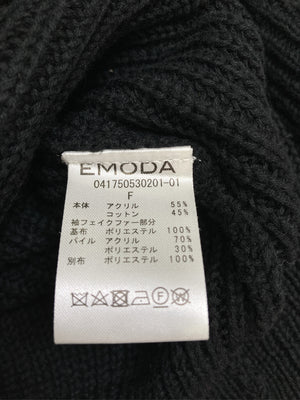 EMODA
041750530201-01
F
本体 アクリル 55%
コットン 45%
袖フェイクファー部分
基布 ポリエステル 100%
パイル アクリル 70%
ポリエステル 30%
別布 ポリエステル 100%